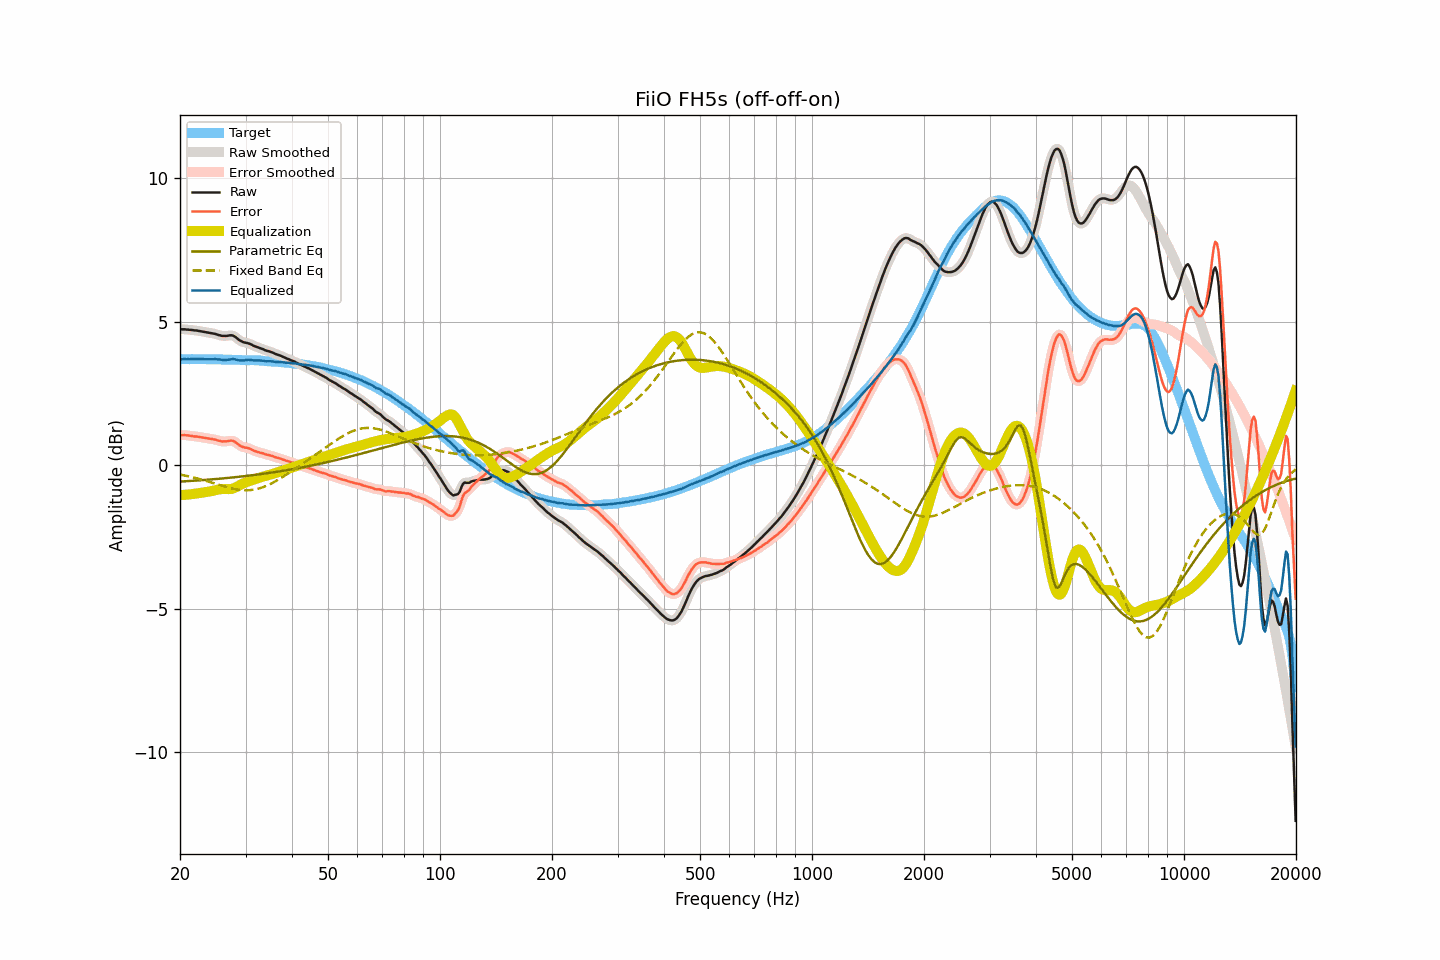 FiiO FH5s (off-off-on)
Target
Raw Smoothed
Error Smoothed
Raw
Error
Equalization
Parametric Eq
Fixed Band Eq
Equalized
10
5
0
−5
−10
Amplitude (dBr)
20 50 100 200 500 1000 2000 5000 10000 20000
Frequency (Hz)